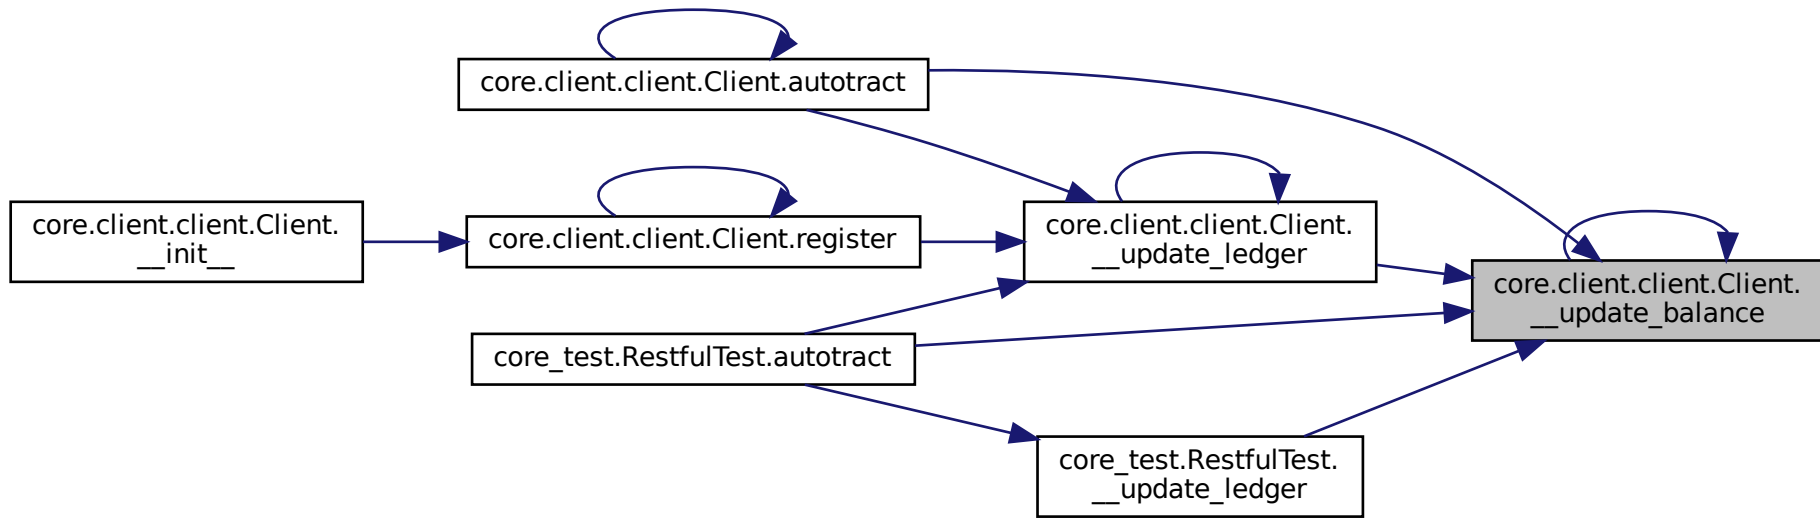 core.client.client.Client.autotract
core.client.client.Client.
__init__
core.client.client.Client.register
core.client.client.Client.
__update_ledger
core.client.client.Client.
__update_balance
core_test.RestfulTest.autotract
core_test.RestfulTest.
__update_ledger